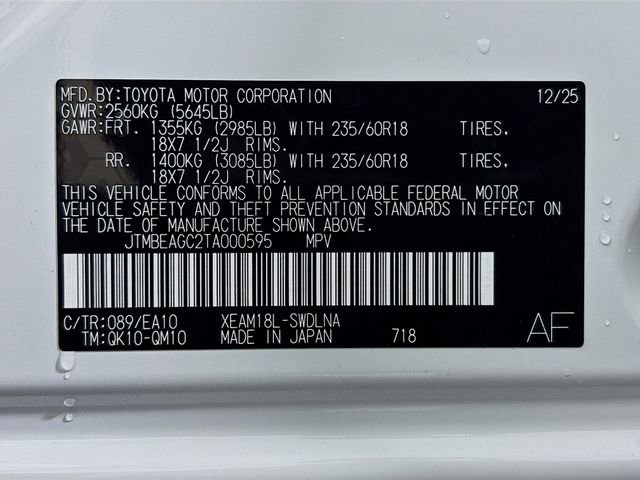 MFD. BY:TOYOTA MOTOR CORPORATION 12/25
GVWR:2560KG (5645LB)
GAWR:FRT. 1355KG (2985LB) WITH 235/60R18 TIRES,
18X7 1/2J RIMS.
RR. 1400KG (3085LB) WITH 235/60R18 TIRES,
18X7 1/2J RIMS.
THIS VEHICLE CONFORMS TO ALL APPLICABLE FEDERAL MOTOR
VEHICLE SAFETY AND THEFT PREVENTION STANDARDS IN EFFECT ON
THE DATE OF MANUFACTURE SHOWN ABOVE.
JTMBEAGC2TA000595 MPV
C/TR:089/EA10 XEAM18L-SWDLNA
TM:QK10-QM10 MADE IN JAPAN 718 AF